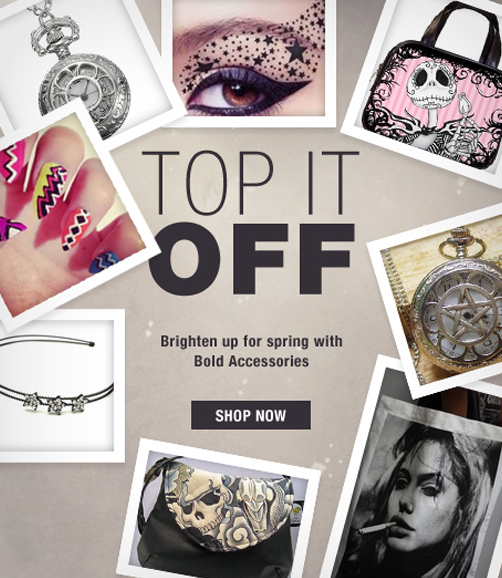 TOP IT
OFF
Brighten up for spring with
Bold Accessories
SHOP NOW